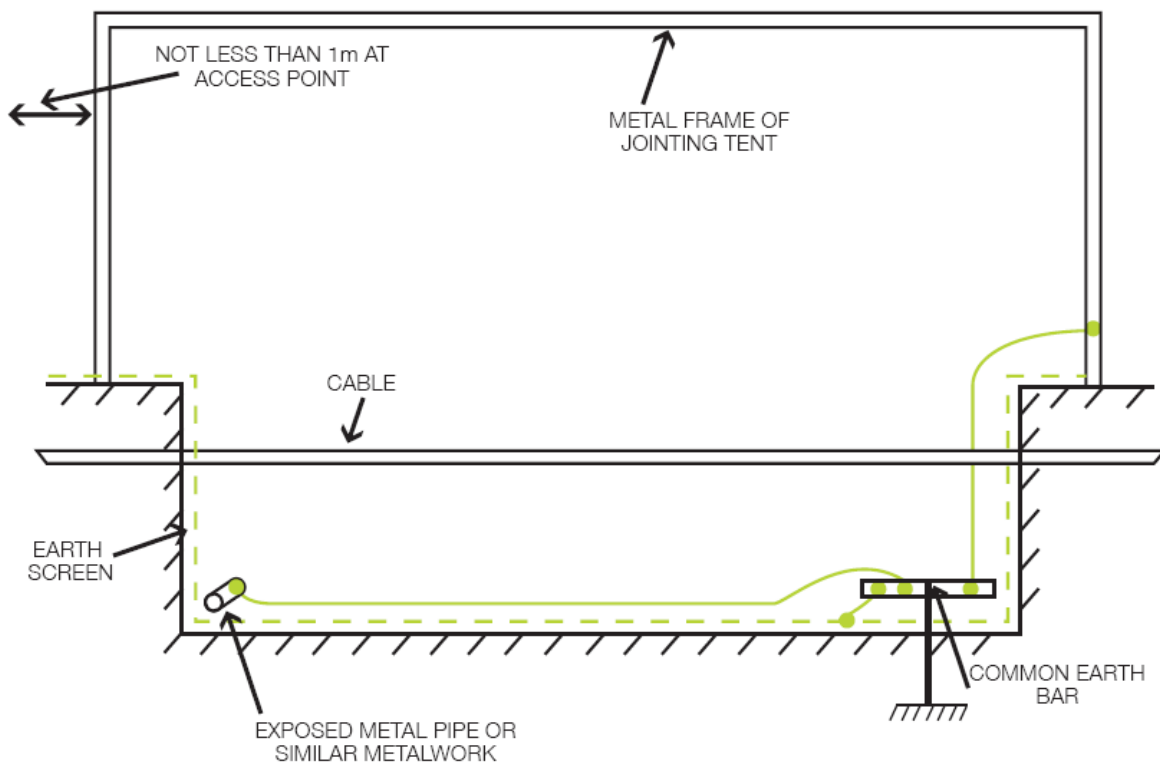 NOT LESS THAN 1m AT
ACCESS POINT
METAL FRAME OF
JOINTING TENT
CABLE
EARTH
SCREEN
COMMON EARTH
BAR
EXPOSED METAL PIPE OR
SIMILAR METALWORK